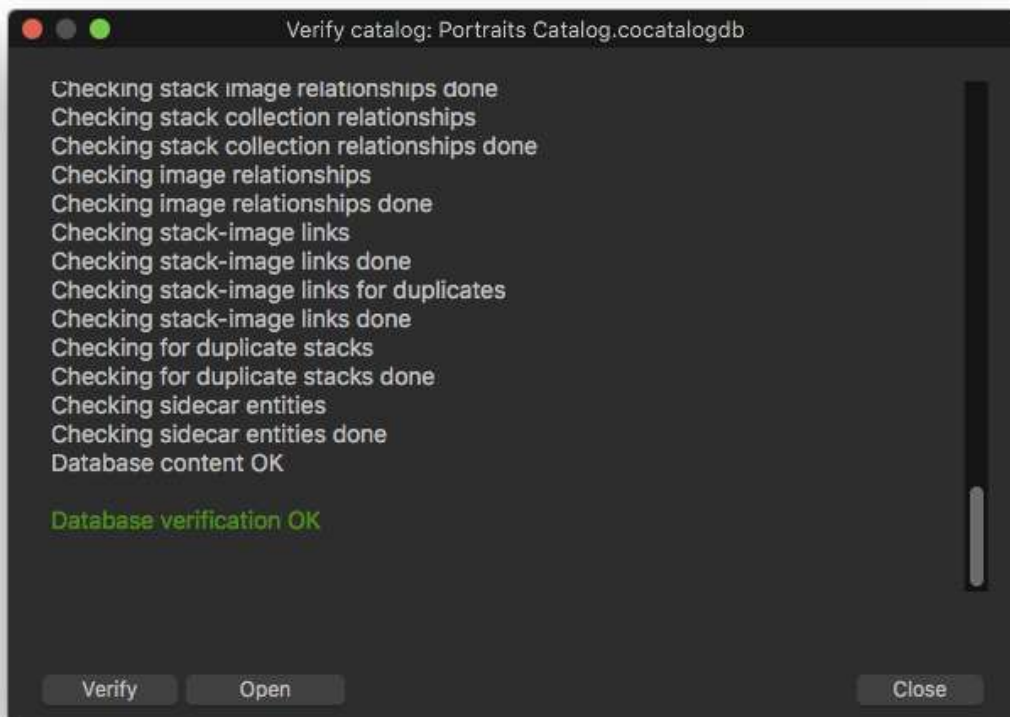 Verify catalog: Portraits Catalog.cocatalogdb
Checking stack image relationships done
Checking stack collection relationships
Checking stack collection relationships done
Checking image relationships
Checking image relationships done
Checking stack-image links
Checking stack-image links done
Checking stack-image links for duplicates
Checking stack-image links done
Checking for duplicate stacks
Checking for duplicate stacks done
Checking sidecar entities
Checking sidecar entities done
Database content OK
Database verification OK
Verify Open Close